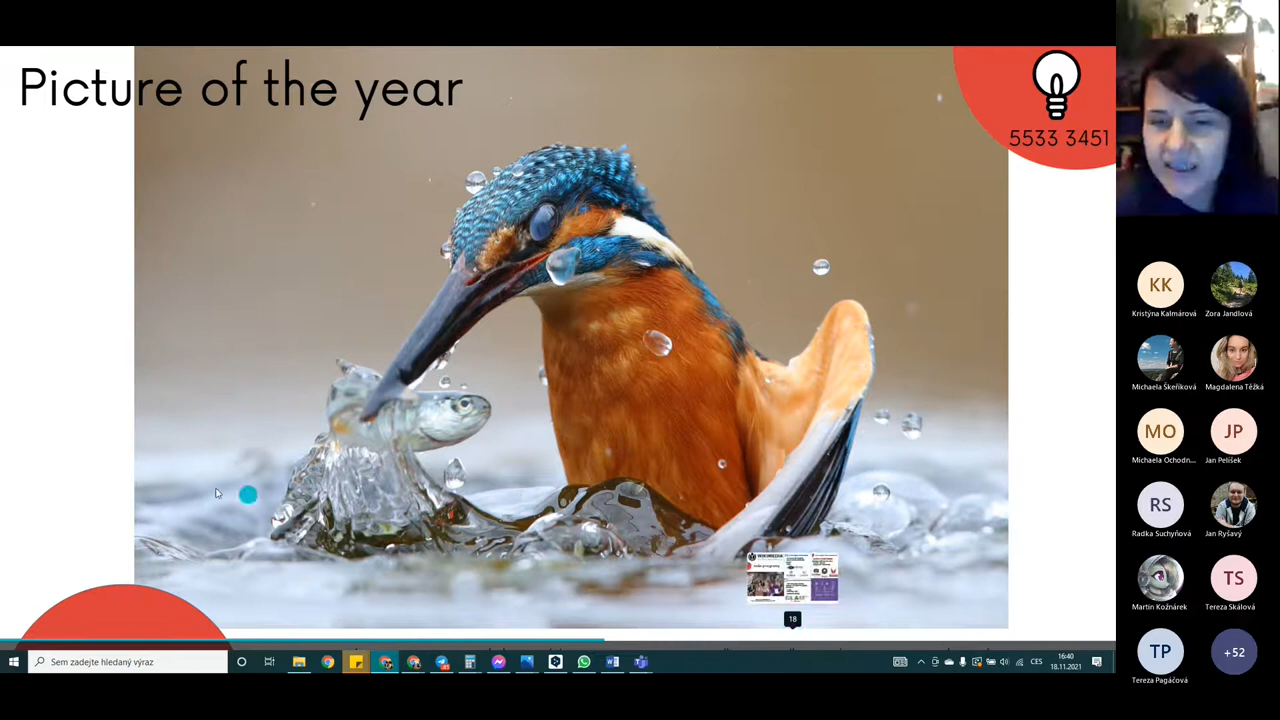 Picture of the year
5533 3451
18
Sem zadejte hledaný výraz
CES
16:40
18.11.2021
KK
Kristýna Kalmárová
Zora Jandlová
Michaela Škeříková
Magdalena Těžká
MO
Michaela Ochodn...
JP
Jan Pelíšek
RS
Radka Suchyňová
Jan Ryšavý
Martin Kožnárek
TS
Tereza Skálová
TP
Tereza Pagáčová
+52